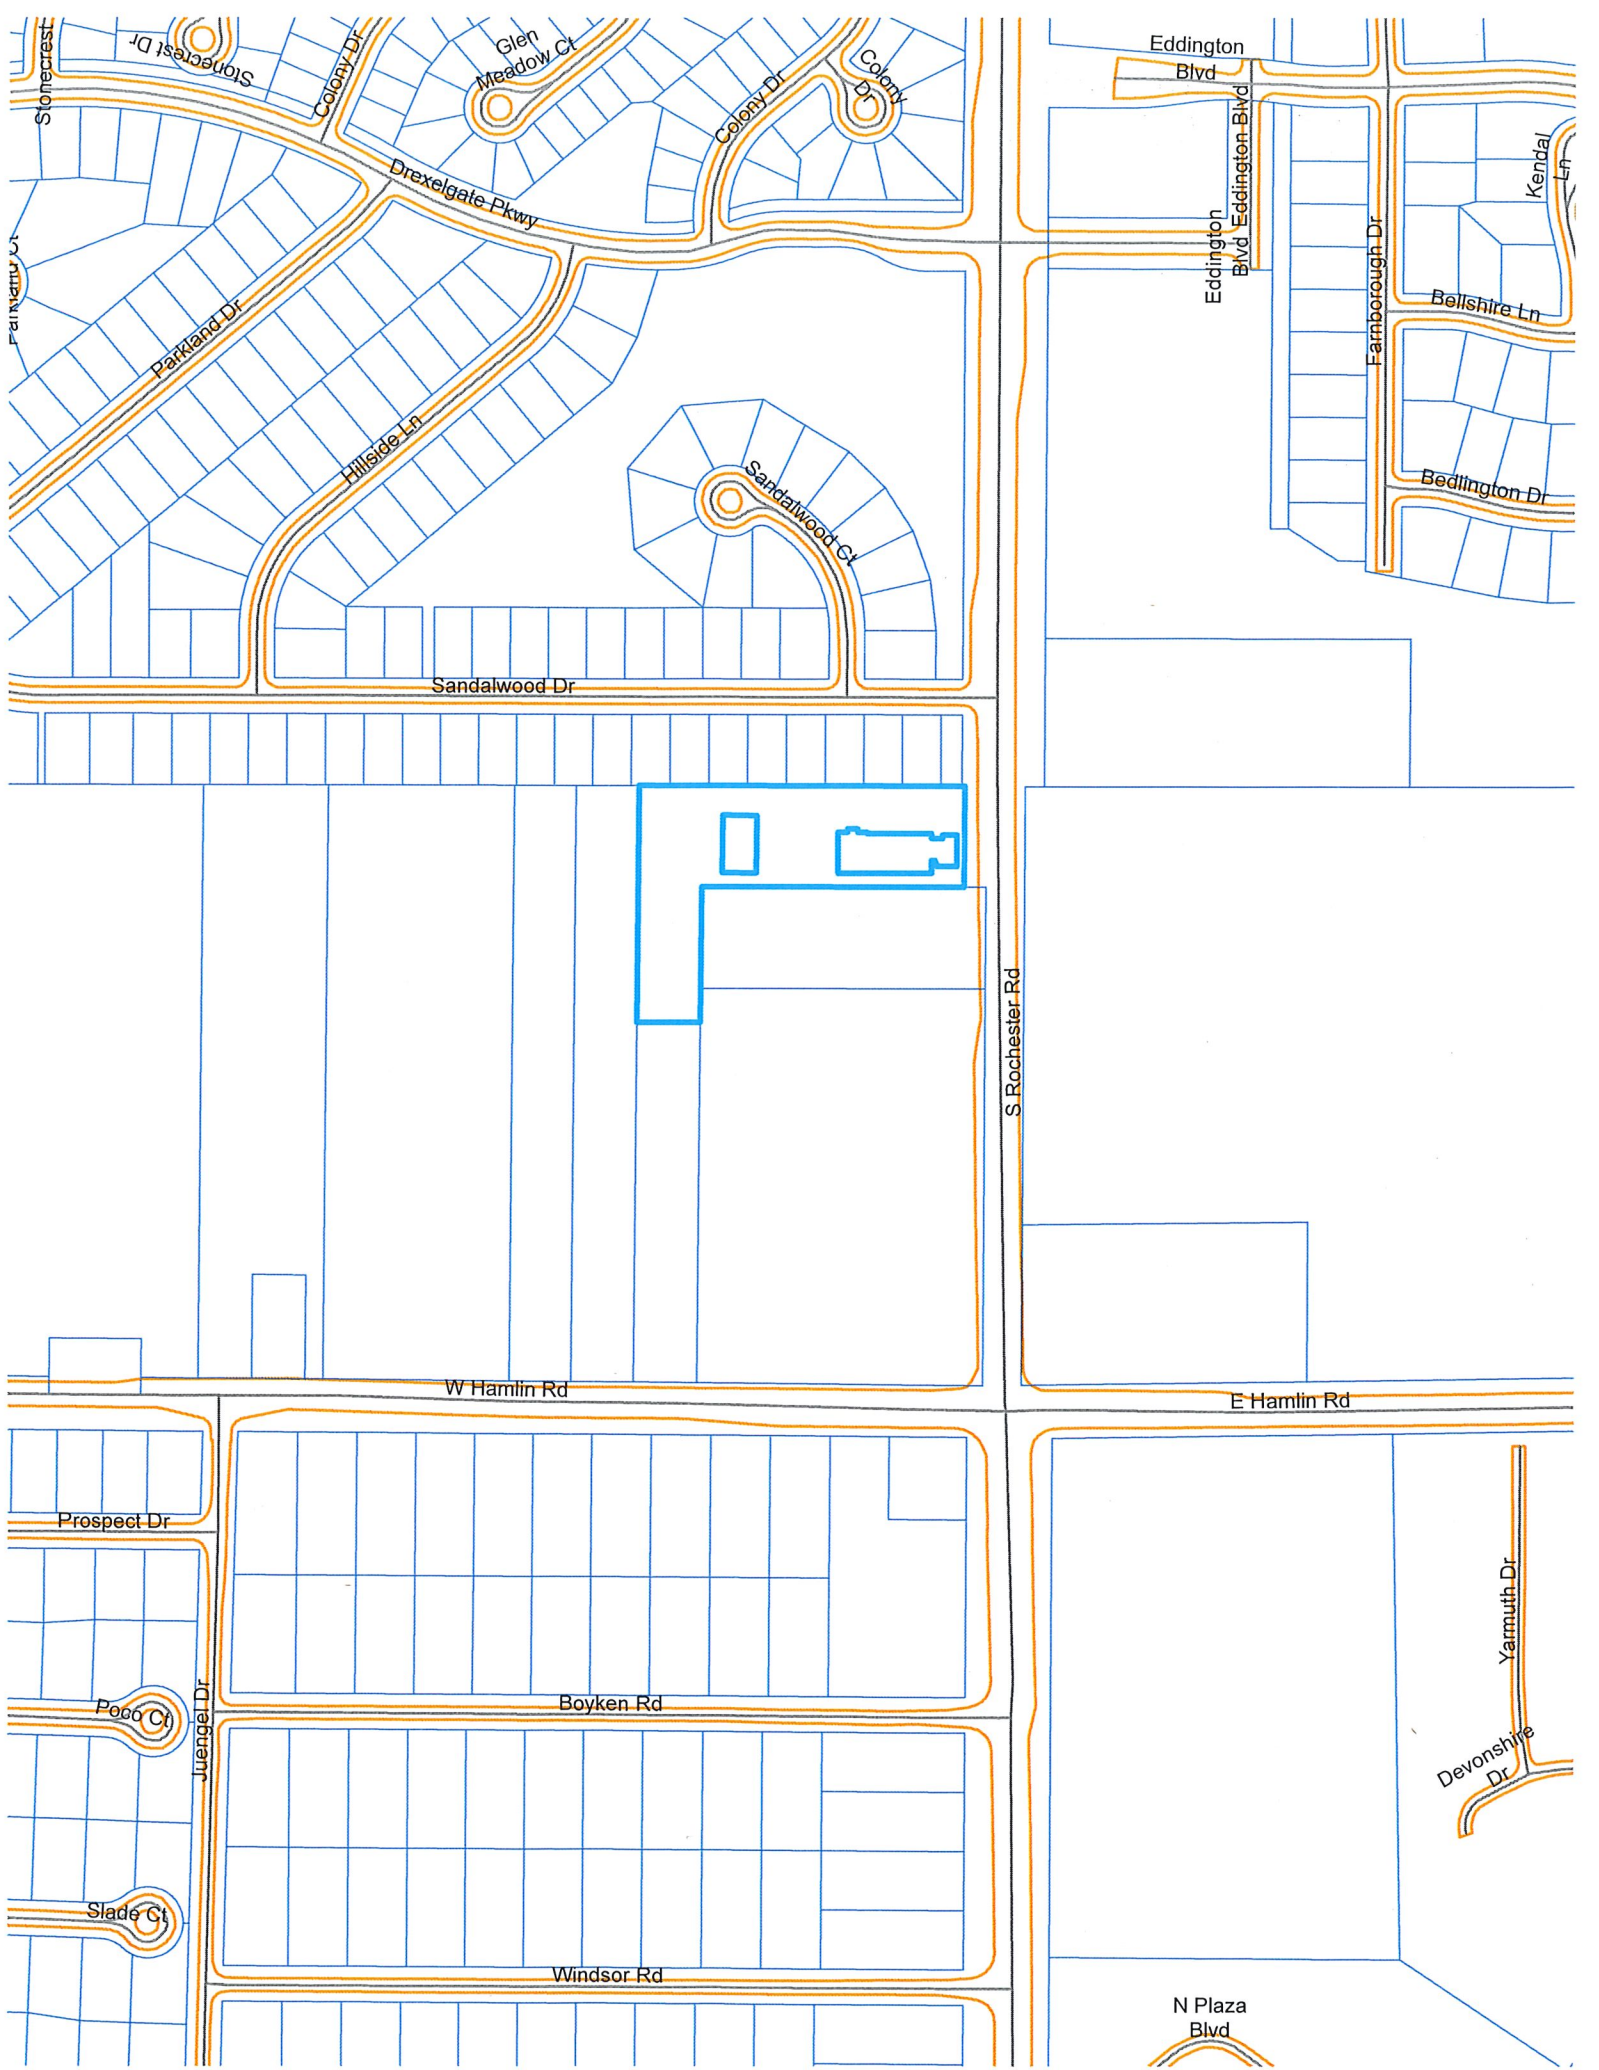 Stonecrest
Stonecrest Dr
Colony Dr
Glen
Meadow Ct
Colony Dr
Colony
Dr
Eddington
Blvd
Eddington Blvd
Eddington
Blvd
Kendal
Ln
Drexelgate Pkwy
Farnborough Dr
Bellshire Ln
Parkland Ct
Parkland Dr
Hillside Ln
Sandalwood Ct
Bedlington Dr
Sandalwood Dr
S Rochester Rd
W Hamlin Rd
E Hamlin Rd
Prospect Dr
Yarmuth Dr
Poco Ct
Juengel Dr
Boyken Rd
Devonshire
Dr
Slade Ct
Windsor Rd
N Plaza
Blvd